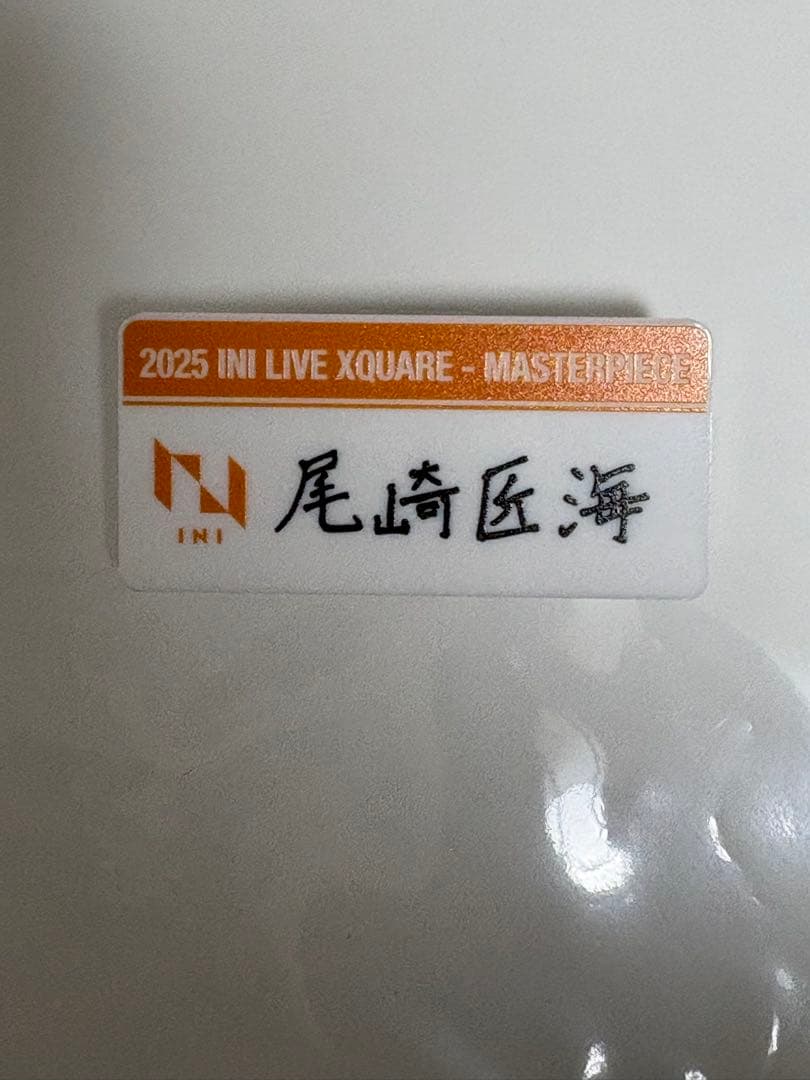 2025 INI LIVE XQUARE - MASTERPIECE
尾崎匠海
INI